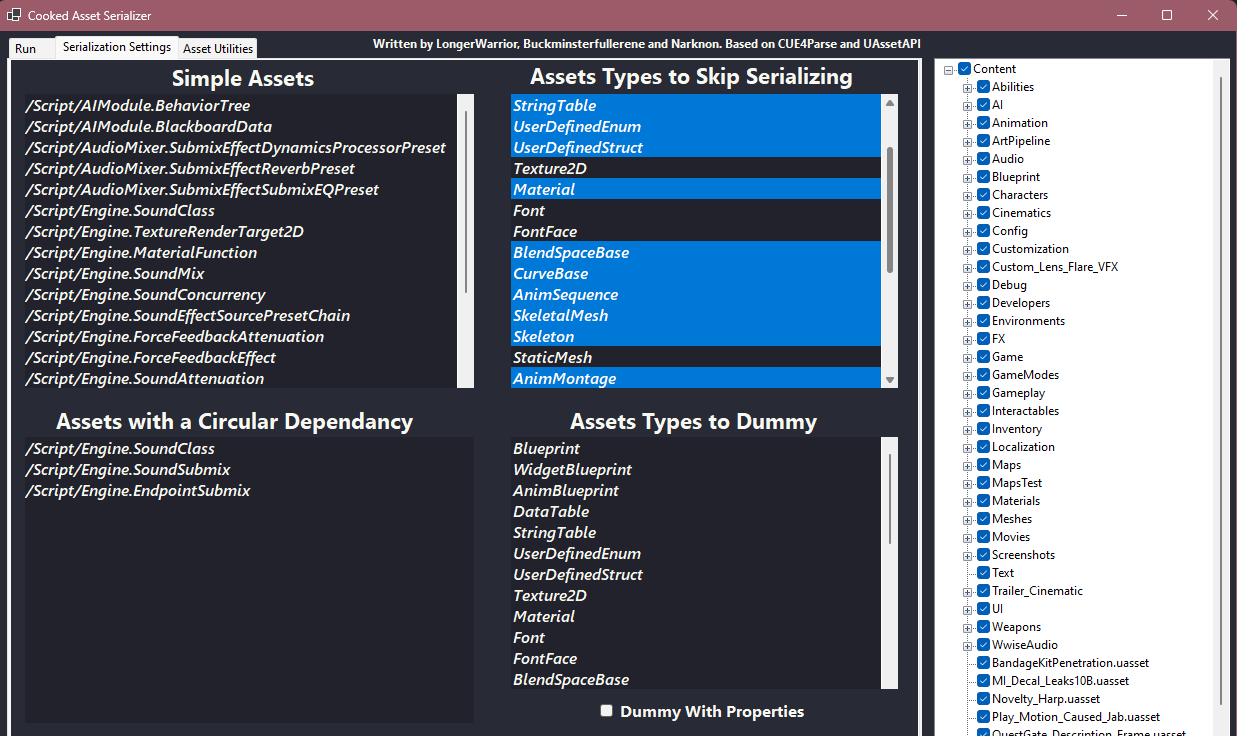 Cooked Asset Serializer
Run
Serialization Settings
Asset Utilities
Written by LongerWarrior, Buckminsterfullerene and Narknon. Based on CUE4Parse and UAssetAPI
Simple Assets
/Script/AIModule.BehaviorTree
/Script/AIModule.BlackboardData
/Script/AudioMixer.SubmixEffectDynamicsProcessorPreset
/Script/AudioMixer.SubmixEffectReverbPreset
/Script/AudioMixer.SubmixEffectSubmixEQPreset
/Script/Engine.SoundClass
/Script/Engine.TextureRenderTarget2D
/Script/Engine.MaterialFunction
/Script/Engine.SoundMix
/Script/Engine.SoundConcurrency
/Script/Engine.SoundEffectSourcePresetChain
/Script/Engine.ForceFeedbackAttenuation
/Script/Engine.ForceFeedbackEffect
/Script/Engine.SoundAttenuation
Assets Types to Skip Serializing
StringTable
UserDefinedEnum
UserDefinedStruct
Texture2D
Material
Font
FontFace
BlendSpaceBase
CurveBase
AnimSequence
SkeletalMesh
Skeleton
StaticMesh
AnimMontage
Assets with a Circular Dependancy
/Script/Engine.SoundClass
/Script/Engine.SoundSubmix
/Script/Engine.EndpointSubmix
Assets Types to Dummy
Blueprint
WidgetBlueprint
AnimBlueprint
DataTable
StringTable
UserDefinedEnum
UserDefinedStruct
Texture2D
Material
Font
FontFace
BlendSpaceBase
Dummy With Properties
Content
Abilities
AI
Animation
ArtPipeline
Audio
Blueprint
Characters
Cinematics
Config
Customization
Custom_Lens_Flare_VFX
Debug
Developers
Environments
FX
Game
GameModes
Gameplay
Interactables
Inventory
Localization
Maps
MapsTest
Materials
Meshes
Movies
Screenshots
Text
Trailer_Cinematic
UI
Weapons
WwiseAudio
BandageKitPenetration.uasset
MI_Decal_Leaks10B.uasset
Novelty_Harp.uasset
Play_Motion_Caused_Jab.uasset
QuestGate_Description_Frame.uasset